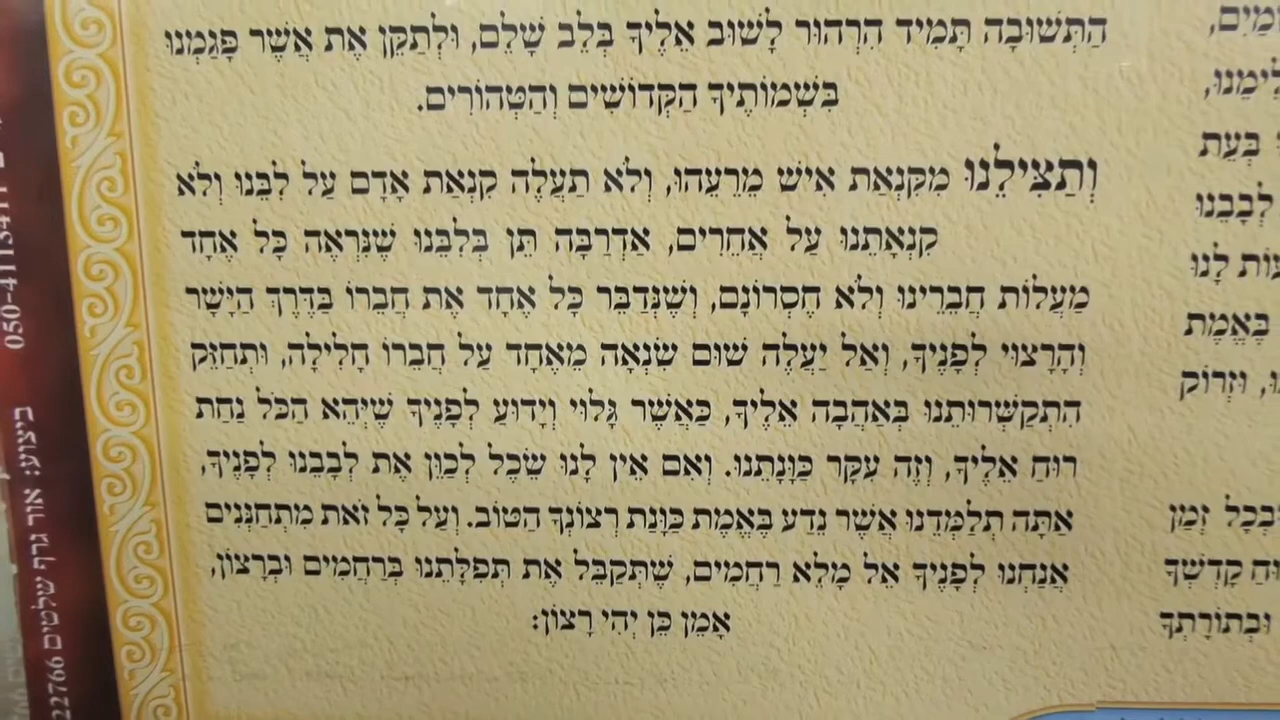 הַתְּשׁוּבָה תָּמִיד הִרְהוּר לָשׁוּב אֵלֶיךָ בְּלֵב שָׁלֵם, וּלְתַקֵּן אֶת אֲשֶׁר פָּגַמְנוּ
בִּשְׁמוֹתֶיךָ הַקְּדוֹשִׁים וְהַטְּהוֹרִים.
וְתַצִּילֵנוּ מִקִּנְאַת אִישׁ מֵרֵעֵהוּ, וְלֹא תַעֲלֶה קִנְאַת אָדָם עַל לִבֵּנוּ וְלֹא
קִנְאָתֵנוּ עַל אֲחֵרִים, אַדְרַבָּה תֵּן בְּלִבֵּנוּ שֶׁנִּרְאֶה כָּל אֶחָד
מַעֲלוֹת חֲבֵרֵינוּ וְלֹא חֶסְרוֹנָם, וְשֶׁנְּדַבֵּר כָּל אֶחָד אֶת חֲבֵרוֹ בַּדֶּרֶךְ הַיָּשָׁר
וְהָרָצוּי לְפָנֶיךָ, וְאַל יַעֲלֶה שׁוּם שִׂנְאָה מֵאֶחָד עַל חֲבֵרוֹ חָלִילָה, וּתְחַזֵּק
הִתְקַשְּׁרוּתֵנוּ בְּאַהֲבָה אֵלֶיךָ, כַּאֲשֶׁר גָּלוּי וְיָדוּעַ לְפָנֶיךָ שֶׁיְּהֵא הַכֹּל נַחַת
רוּחַ אֵלֶיךָ, וְזֶה עִקָּר כַּוָּנָתֵנוּ. וְאִם אֵין לָנוּ שֵׂכֶל לְכַוֵּן אֶת לְבָבֵנוּ לְפָנֶיךָ,
אַתָּה תְלַמְּדֵנוּ אֲשֶׁר נֵדַע בֶּאֱמֶת כַּוָּנַת רְצוֹנְךָ הַטּוֹב. וְעַל כָּל זֹאת מִתְחַנְּנִים
אֲנַחְנוּ לְפָנֶיךָ אֵל מָלֵא רַחֲמִים, שֶׁתְּקַבֵּל אֶת תְּפִלָּתֵנוּ בְּרַחֲמִים וּבְרָצוֹן,
אָמֵן כֵּן יְהִי רָצוֹן:
בְּעֵת
לְבָבֵנוּ
לָנוּ
בֶּאֱמֶת
וְזָרוֹק
זְמַן
קָדְשְׁךָ
וּבְתוֹרָתְךָ
ביצוע: אור גרף שלטים